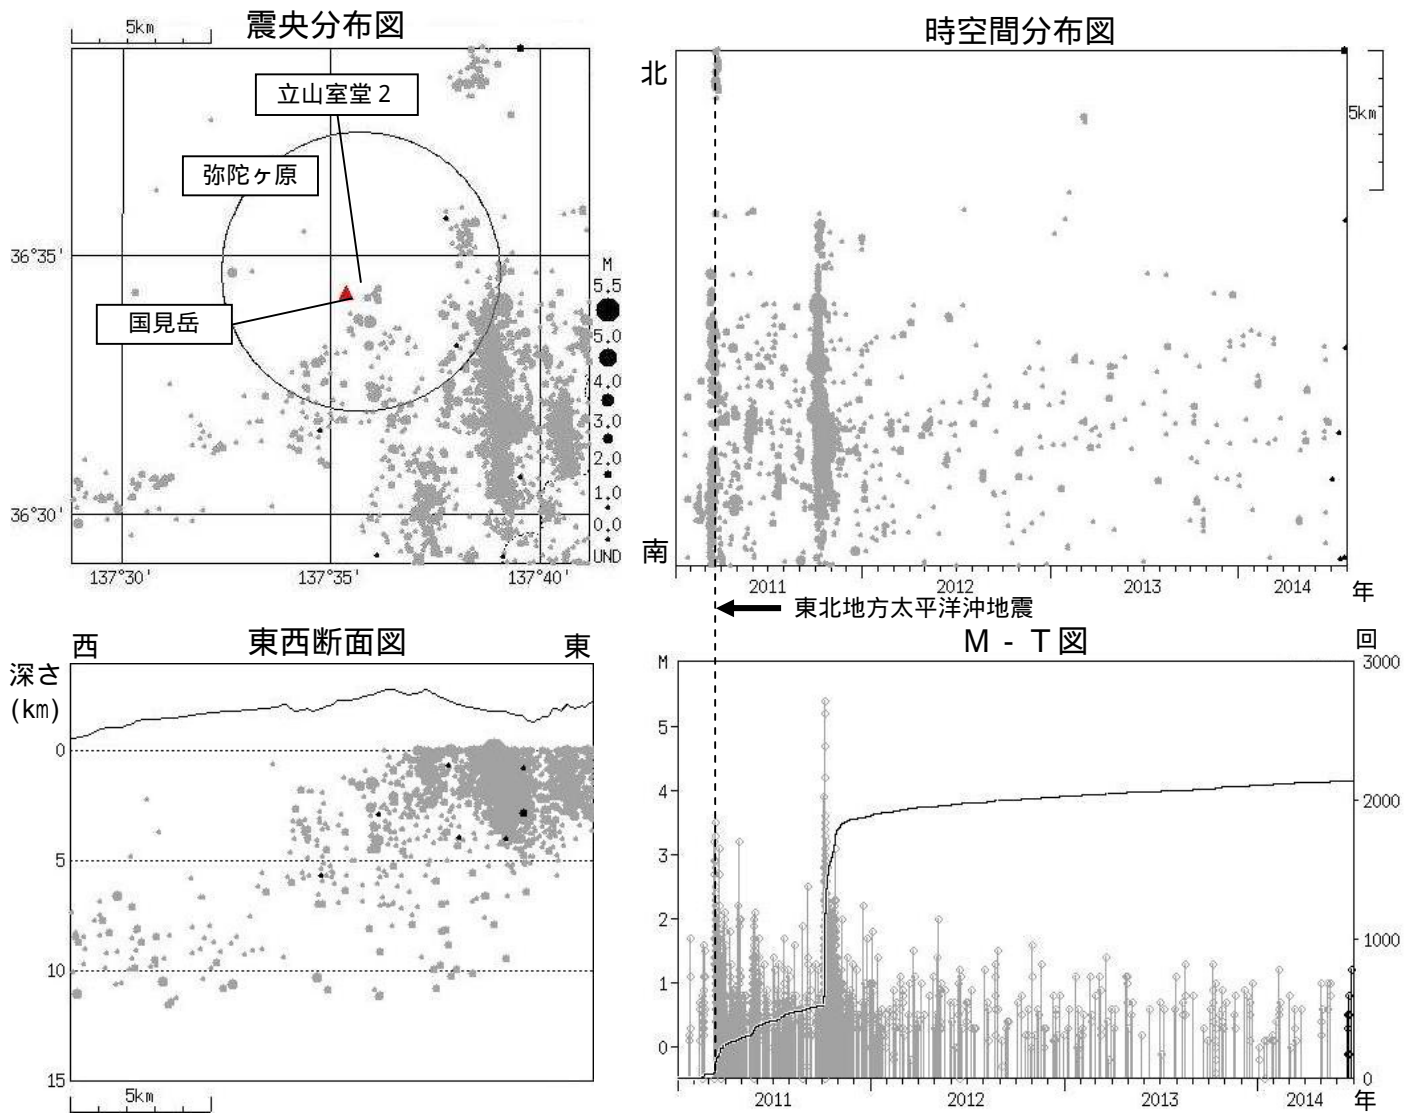 震央分布図
5km
立山室堂２
弥陀ヶ原
国見岳
36°35'
36°30'
137°30'
137°35'
137°40'
M
5.5
5.0
4.0
3.0
2.0
1.0
0.0
UND
時空間分布図
北
南
5km
2011
2012
2013
2014
年
東北地方太平洋沖地震
東西断面図
西
東
深さ
(km)
0
5
10
15
5km
Ｍ - Ｔ図
M
回
5
4
3
2
1
0
3000
2000
1000
0
2011
2012
2013
2014
年